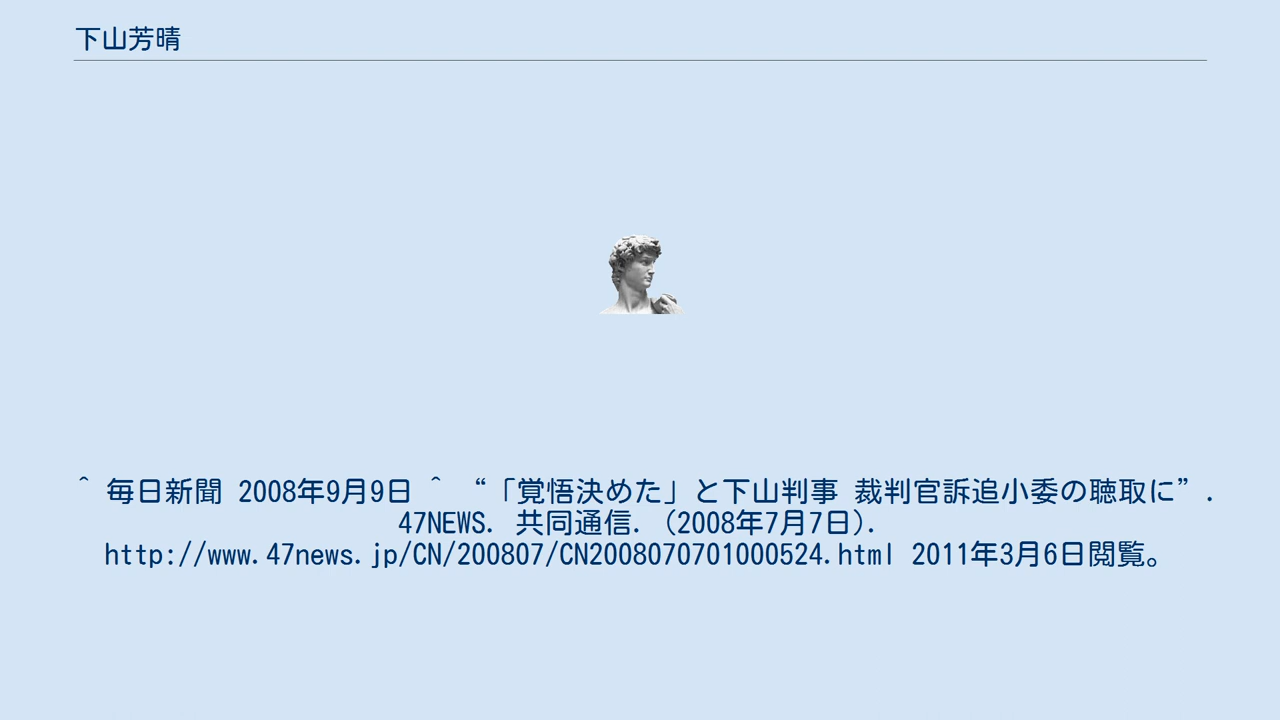 下山芳晴
^ 毎日新聞 2008年9月9日 ^ “「覚悟決めた」と下山判事 裁判官訴追小委の聴取に”.
47NEWS. 共同通信. (2008年7月7日).
http://www.47news.jp/CN/200807/CN2008070701000524.html 2011年3月6日閲覧。